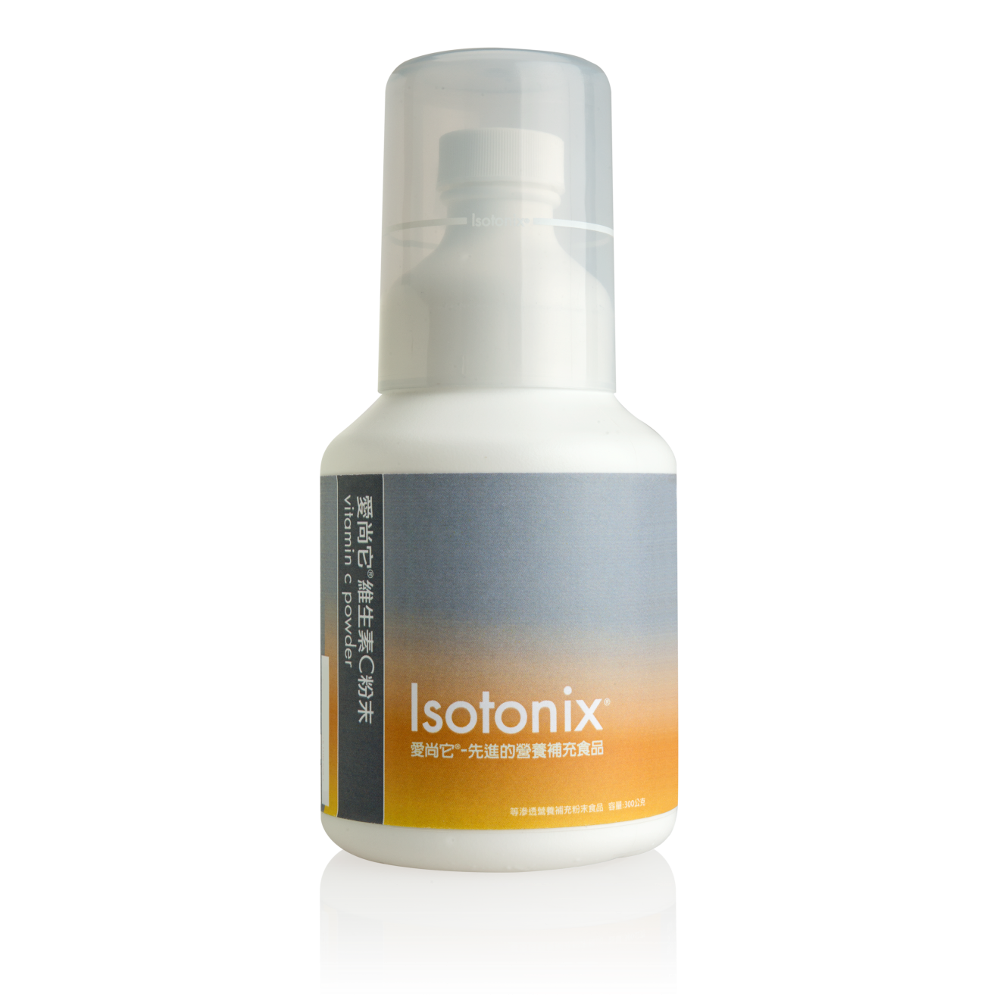 Isoto
愛尚它®維生素C粉末
vitamin c powder
Isotonix®
愛尚它®-先進的營養補充食品
等滲透營養補充粉末食品 容量:300公克